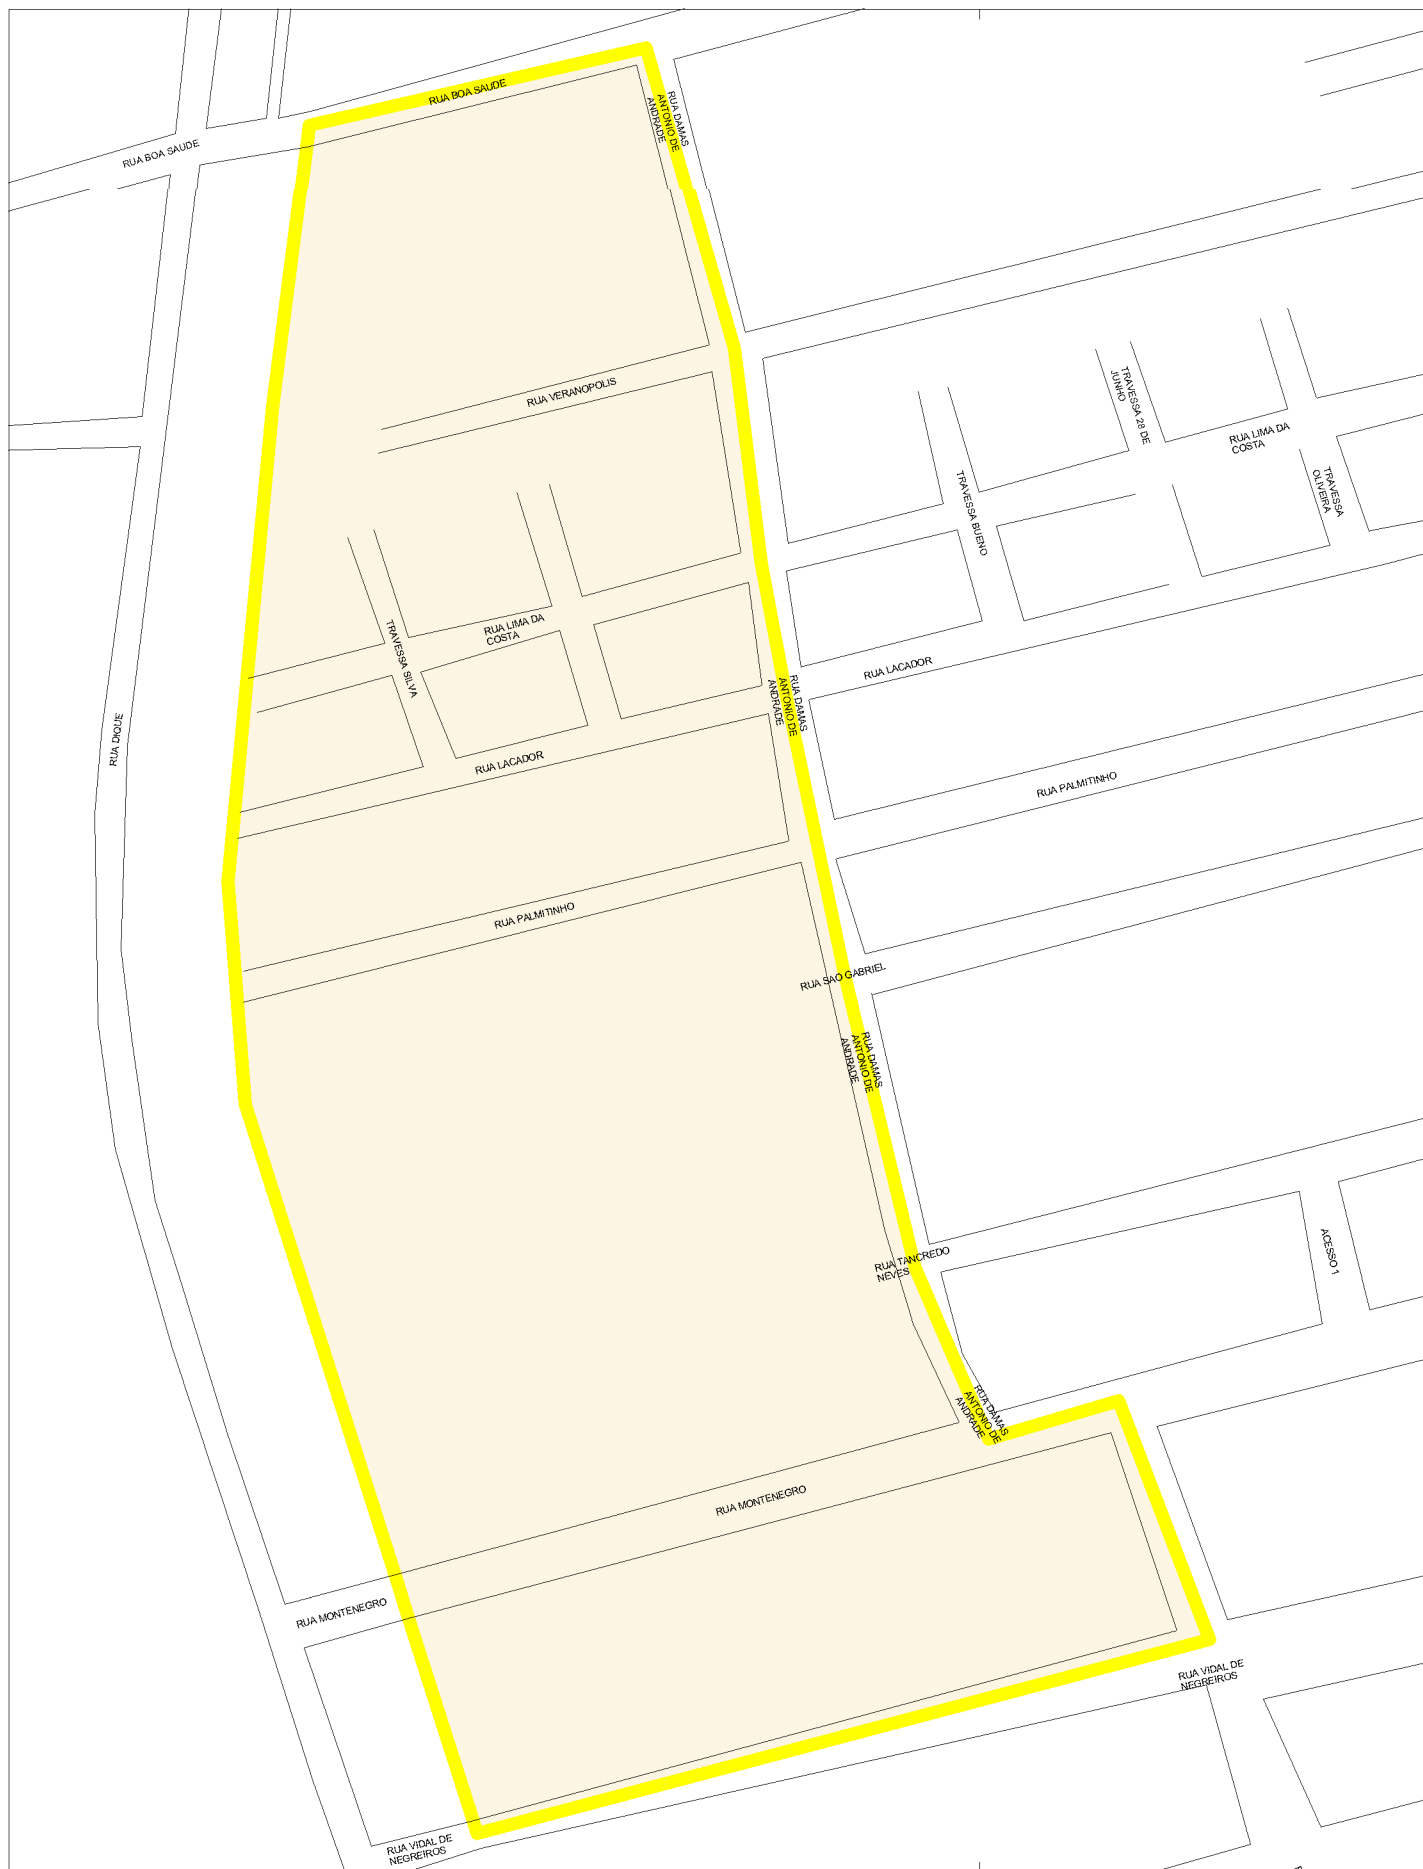 RUA BOA SAUDE
RUA DAMAS
ANTONIO DE
ANDRADE
RUA BOA SAUDE
RUA VERANOPOLIS
TRAVESSA 28 DE
JUNHO
RUA LIMA DA
COSTA
TRAVESSA
OLIVEIRA
TRAVESSA BUENO
RUA LIMA DA
COSTA
TRAVESSA SILVA
RUA LACADOR
RUA DAMAS
ANTONIO DE
ANDRADE
RUA DIQUE
RUA LACADOR
RUA PALMITINHO
RUA PALMITINHO
RUA SAO GABRIEL
RUA DAMAS
ANTONIO DE
ANDRADE
RUA TANCREDO
NEVES
ACESSO 1
RUA DAMAS
ANTONIO DE
ANDRADE
RUA MONTENEGRO
RUA MONTENEGRO
RUA VIDAL DE
NEGREIROS
RUA VIDAL DE
NEGREIROS